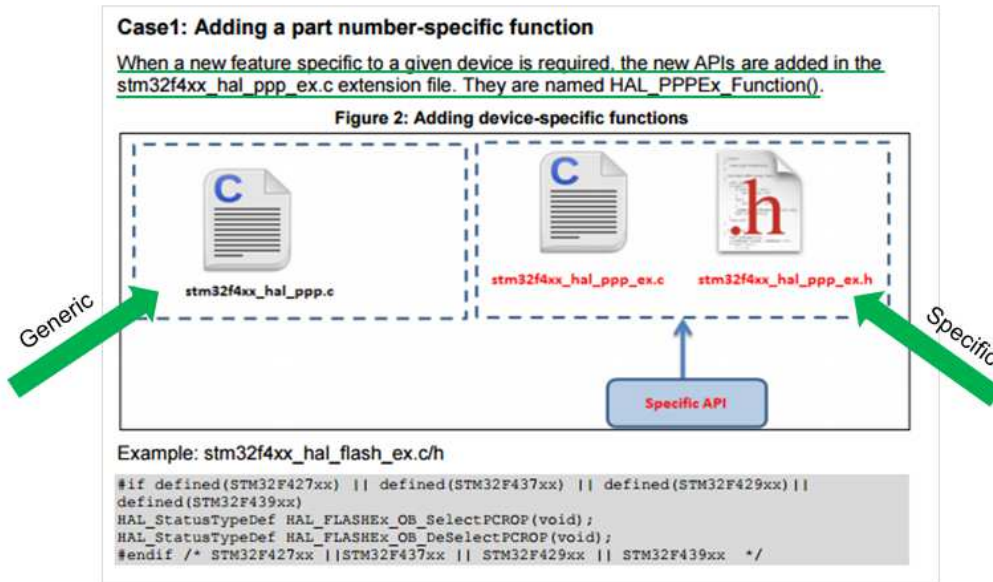 Case1: Adding a part number-specific function
When a new feature specific to a given device is required, the new APIs are added in the
stm32f4xx_hal_ppp_ex.c extension file. They are named HAL_PPPEx_Function().
Figure 2: Adding device-specific functions
C
stm32f4xx_hal_ppp.c
C
stm32f4xx_hal_ppp_ex.c
.h
stm32f4xx_hal_ppp_ex.h
Generic
Specific
Specific API
Example: stm32f4xx_hal_flash_ex.c/h
#if defined(STM32F427xx) || defined(STM32F437xx) || defined(STM32F429xx)||
defined(STM32F439xx)
HAL_StatusTypeDef HAL_FLASHEx_OB_SelectPCROP(void);
HAL_StatusTypeDef HAL_FLASHEx_OB_DeSelectPCROP(void);
#endif /* STM32F427xx ||STM32F437xx || STM32F429xx || STM32F439xx */